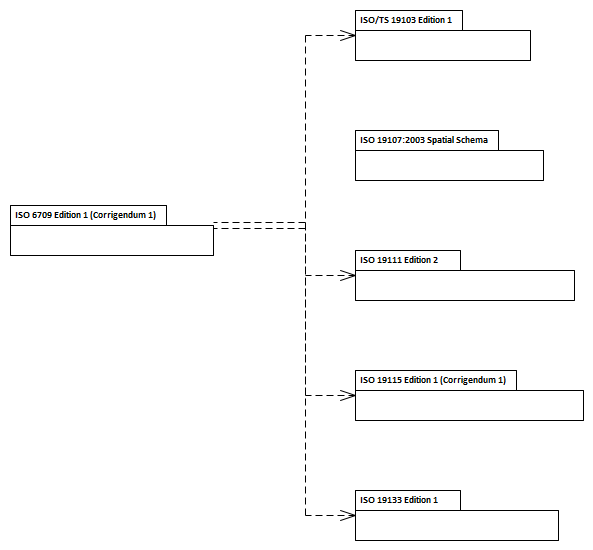 ISO/TS 19103 Edition 1
ISO 19107:2003 Spatial Schema
ISO 6709 Edition 1 (Corrigendum 1)
ISO 19111 Edition 2
ISO 19115 Edition 1 (Corrigendum 1)
ISO 19133 Edition 1